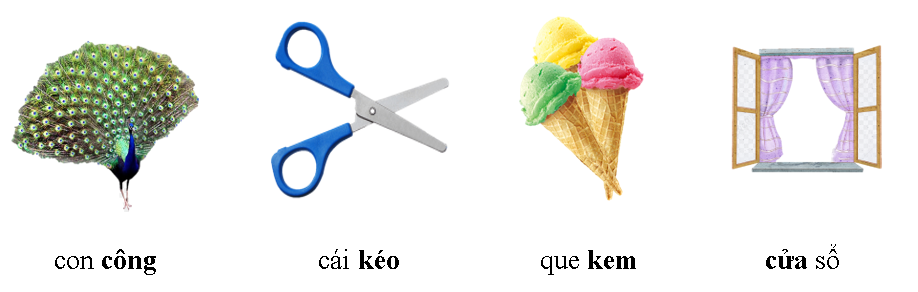 con công
cái kéo
que kem
cửa sổ